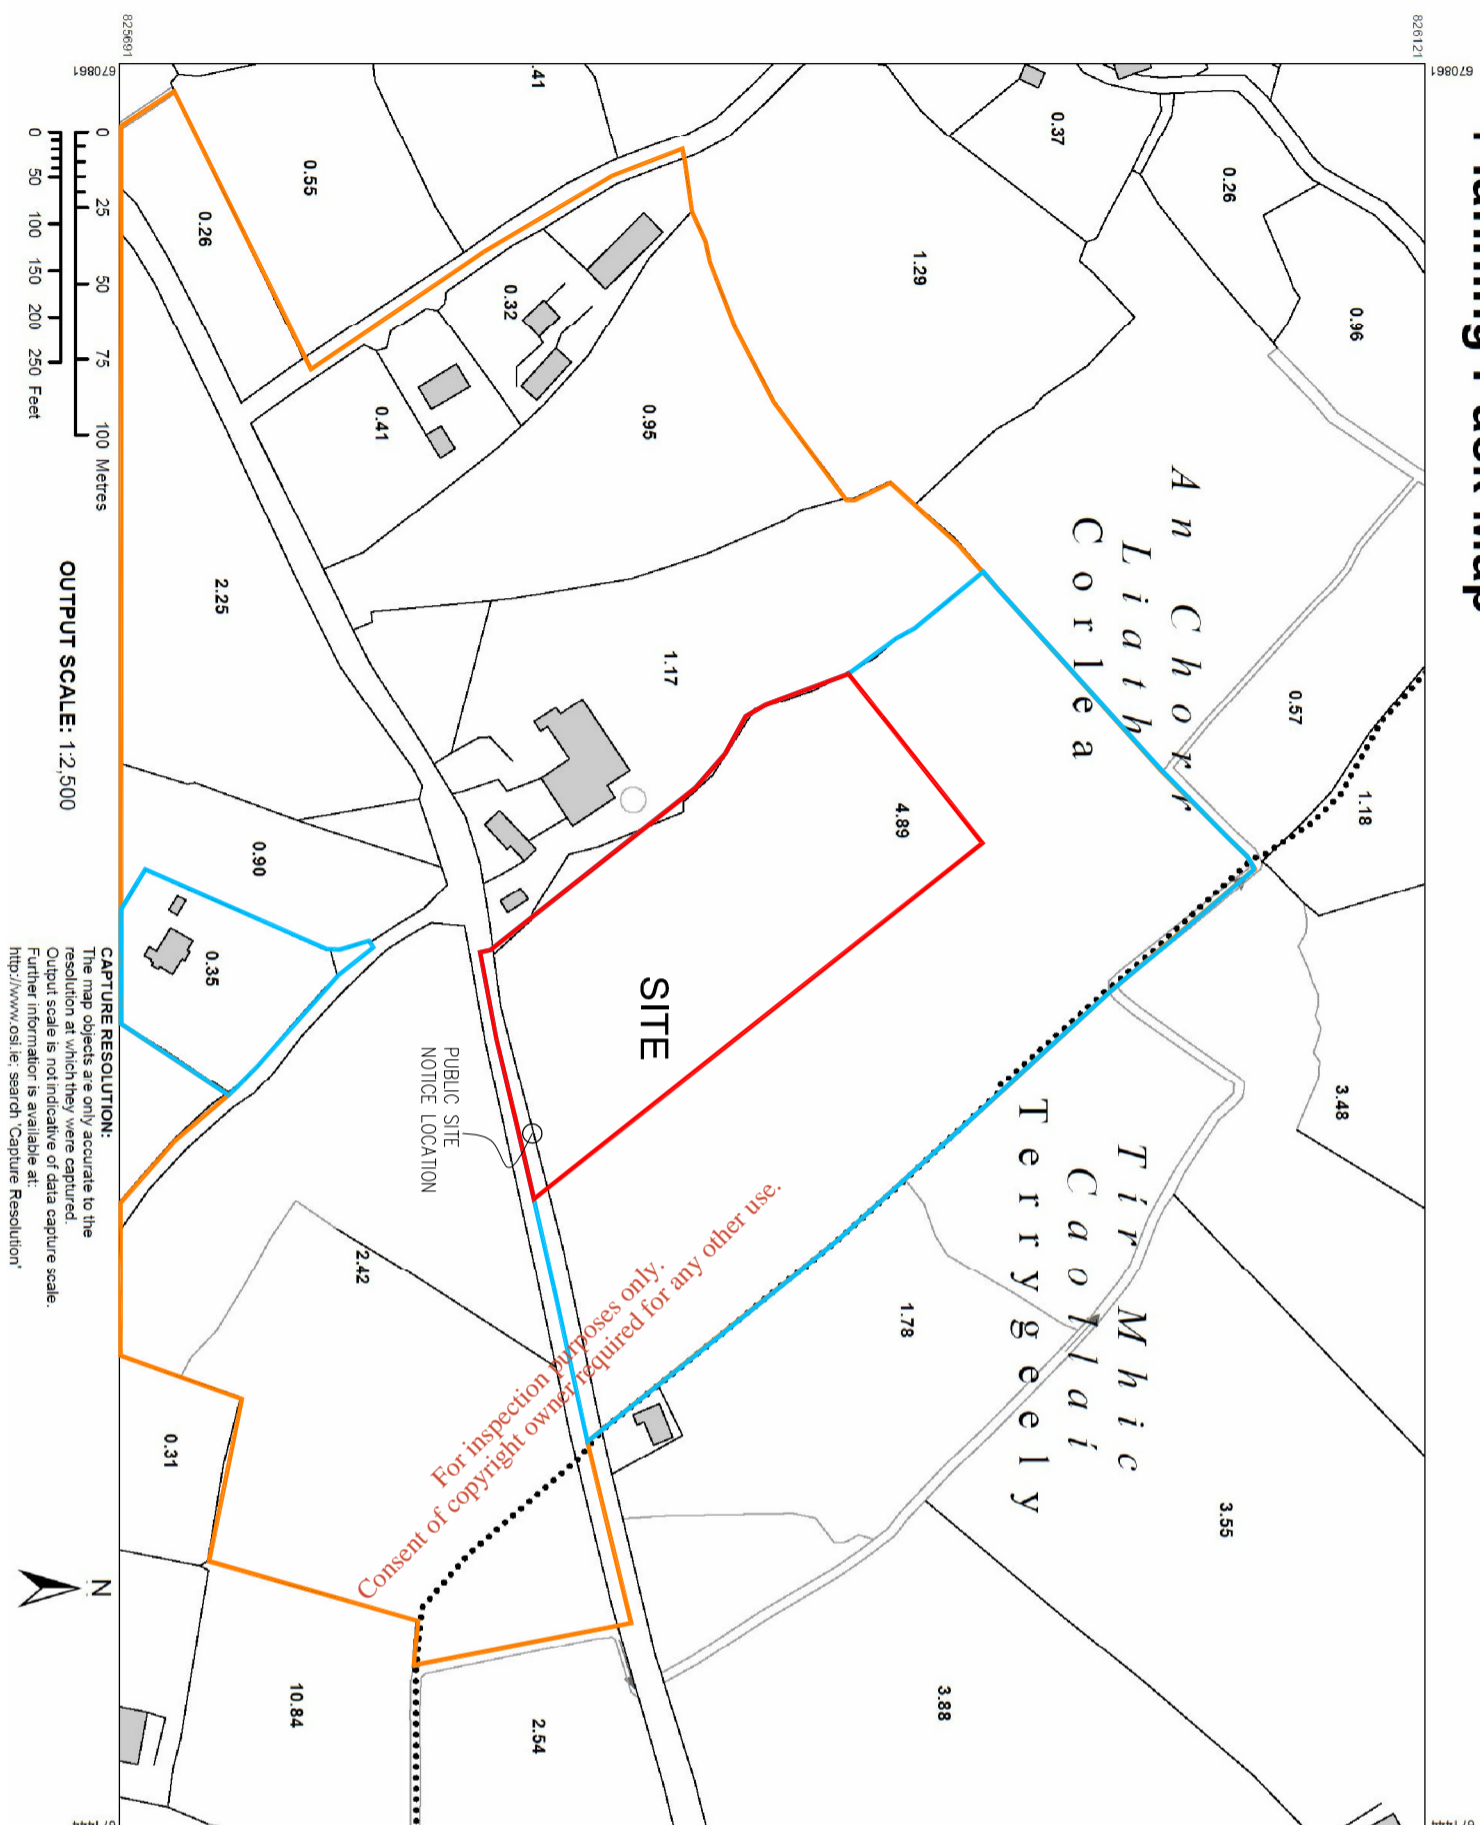 Planning Pack Map
826121
670861
825691
670861
.41
0.37
0.26
0.96
0.55
0.26
0.32
1.29
0.41
0.95
An Chorr
Liath
Corlea
0.57
1.18
2.25
1.17
4.89
0.90
0.35
SITE
PUBLIC SITE
NOTICE LOCATION
3.48
Tír Mhic
Caollaí
Terrygeely
2.42
1.78
0.31
3.55
10.84
2.54
3.88
For inspection purposes only.
Consent of copyright owner required for any other use.
0 25 50 75 100 Metres
0 50 100 150 200 250 Feet
OUTPUT SCALE: 1:2,500
CAPTURE RESOLUTION:
The map objects are only accurate to the
resolution at which they were captured.
Output scale is not indicative of data capture scale.
Further information is available at:
http://www.osi.ie; search 'Capture Resolution'
N